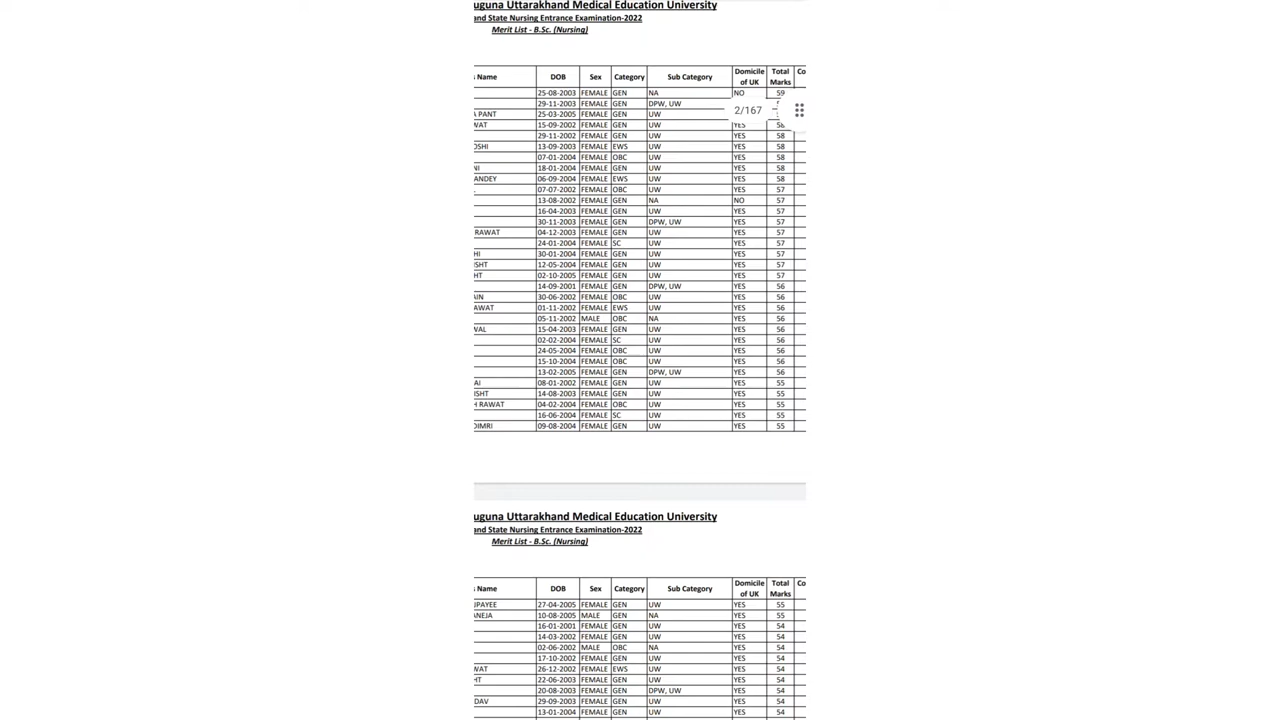 uguna Uttarakhand Medical Education University
and State Nursing Entrance Examination-2022
Merit List - B.Sc. (Nursing)
s Name DOB Sex Category Sub Category Domicile of UK Total Marks Co
25-08-2003 FEMALE GEN NA NO 59
29-11-2003 FEMALE GEN DPW, UW
2/167
A PANT 25-03-2005 FEMALE GEN UW
WAT 15-09-2002 FEMALE GEN UW YES 58
29-11-2002 FEMALE GEN UW YES 58
OSHI 13-09-2003 FEMALE EWS UW YES 58
07-01-2004 FEMALE OBC UW YES 58
NI 18-01-2004 FEMALE GEN UW YES 58
ANDEY 06-09-2004 FEMALE EWS UW YES 58
07-07-2002 FEMALE OBC UW YES 57
13-08-2002 FEMALE GEN NA NO 57
16-04-2003 FEMALE GEN UW YES 57
30-11-2003 FEMALE GEN DPW, UW YES 57
RAWAT 04-12-2003 FEMALE GEN UW YES 57
24-01-2004 FEMALE SC UW YES 57
HI 30-01-2004 FEMALE GEN UW YES 57
ISHT 12-05-2004 FEMALE GEN UW YES 57
HT 02-10-2005 FEMALE GEN UW YES 57
14-09-2001 FEMALE GEN DPW, UW YES 56
AIN 30-06-2002 FEMALE OBC UW YES 56
AWAT 01-11-2002 FEMALE EWS UW YES 56
05-11-2002 MALE OBC NA YES 56
WAL 15-04-2003 FEMALE GEN UW YES 56
02-02-2004 FEMALE SC UW YES 56
24-05-2004 FEMALE OBC UW YES 56
15-10-2004 FEMALE OBC UW YES 56
13-02-2005 FEMALE GEN DPW, UW YES 56
AI 08-01-2002 FEMALE GEN UW YES 55
ISHT 14-08-2003 FEMALE GEN UW YES 55
H RAWAT 04-02-2004 FEMALE OBC UW YES 55
16-06-2004 FEMALE SC UW YES 55
DIMRI 09-08-2004 FEMALE GEN UW YES 55
uguna Uttarakhand Medical Education University
and State Nursing Entrance Examination-2022
Merit List - B.Sc. (Nursing)
s Name DOB Sex Category Sub Category Domicile of UK Total Marks Co
JPAYEE 27-04-2005 FEMALE GEN UW YES 55
ANEJA 10-08-2005 MALE GEN NA YES 55
16-01-2001 FEMALE GEN UW YES 54
14-03-2002 FEMALE GEN UW YES 54
02-06-2002 MALE OBC NA YES 54
17-10-2002 FEMALE GEN UW YES 54
WAT 26-12-2002 FEMALE EWS UW YES 54
HT 22-06-2003 FEMALE GEN UW YES 54
20-08-2003 FEMALE GEN DPW, UW YES 54
DAV 29-09-2003 FEMALE GEN UW YES 54
13-01-2004 FEMALE GEN UW YES 54